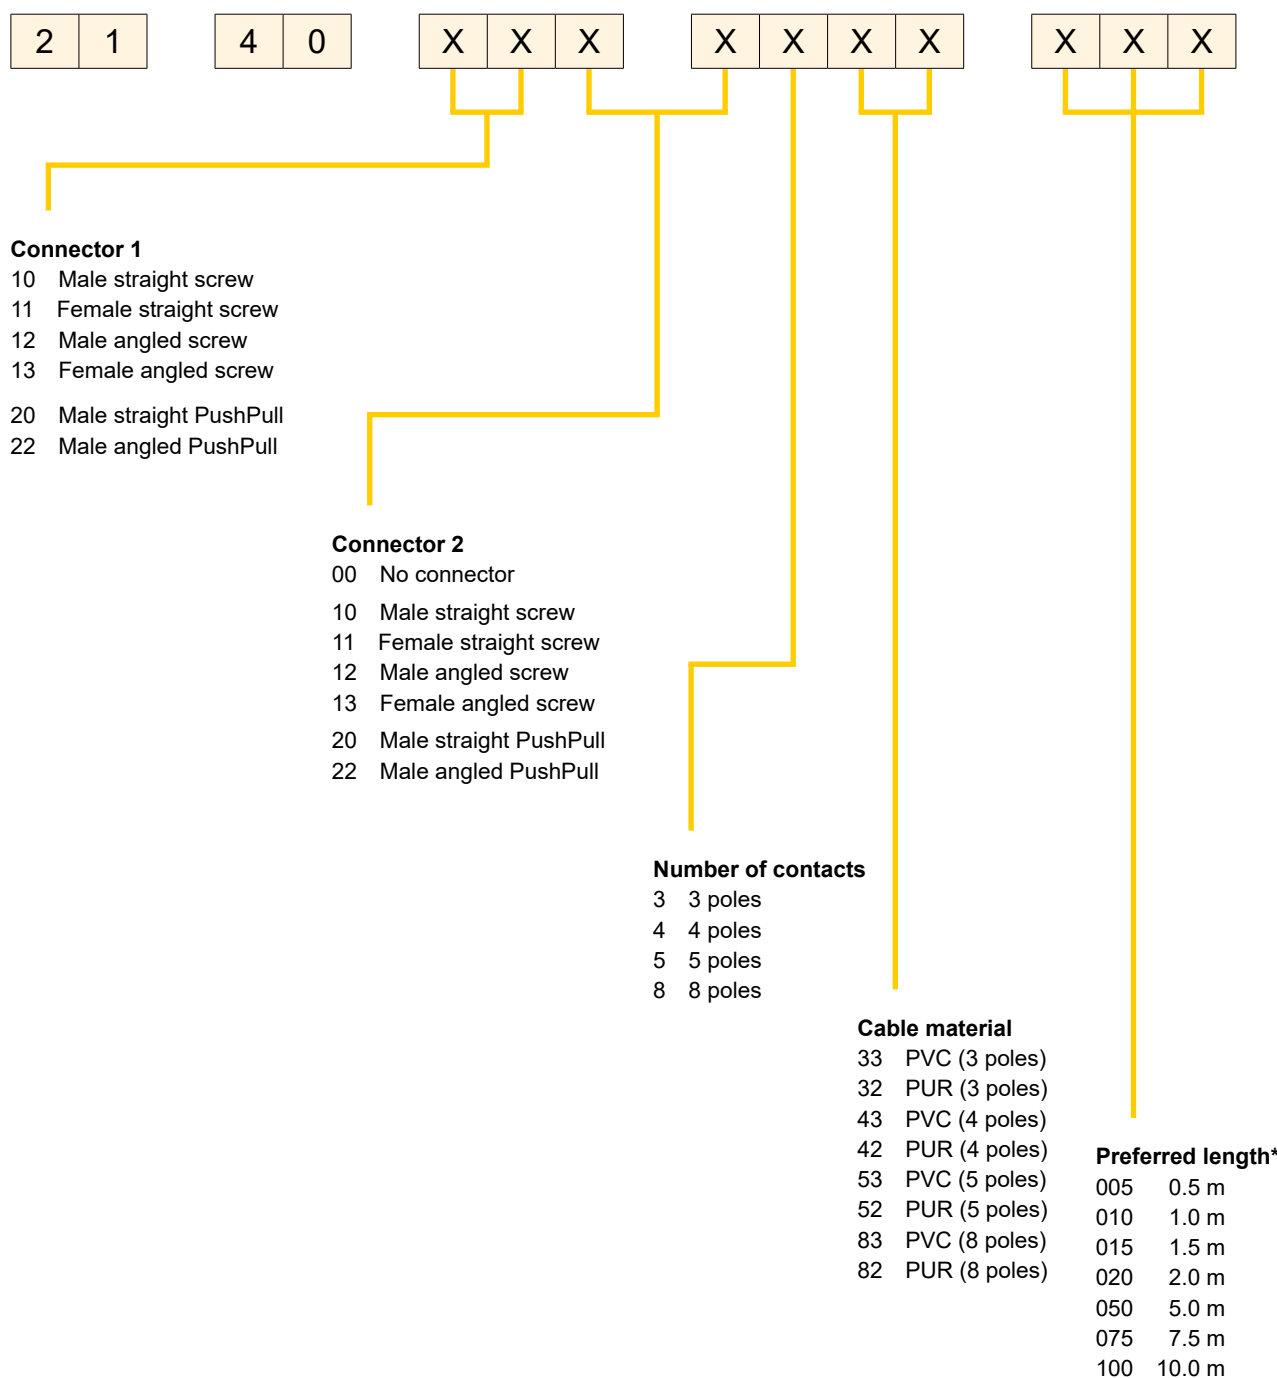 2 1 4 0 X X X X X X X X X X
Connector 1
10 Male straight screw
11 Female straight screw
12 Male angled screw
13 Female angled screw
20 Male straight PushPull
22 Male angled PushPull
Connector 2
00 No connector
10 Male straight screw
11 Female straight screw
12 Male angled screw
13 Female angled screw
20 Male straight PushPull
22 Male angled PushPull
Number of contacts
3 3 poles
4 4 poles
5 5 poles
8 8 poles
Cable material
33 PVC (3 poles)
32 PUR (3 poles)
43 PVC (4 poles)
42 PUR (4 poles)
53 PVC (5 poles)
52 PUR (5 poles)
83 PVC (8 poles)
82 PUR (8 poles)
Preferred length*
005 0.5 m
010 1.0 m
015 1.5 m
020 2.0 m
050 5.0 m
075 7.5 m
100 10.0 m